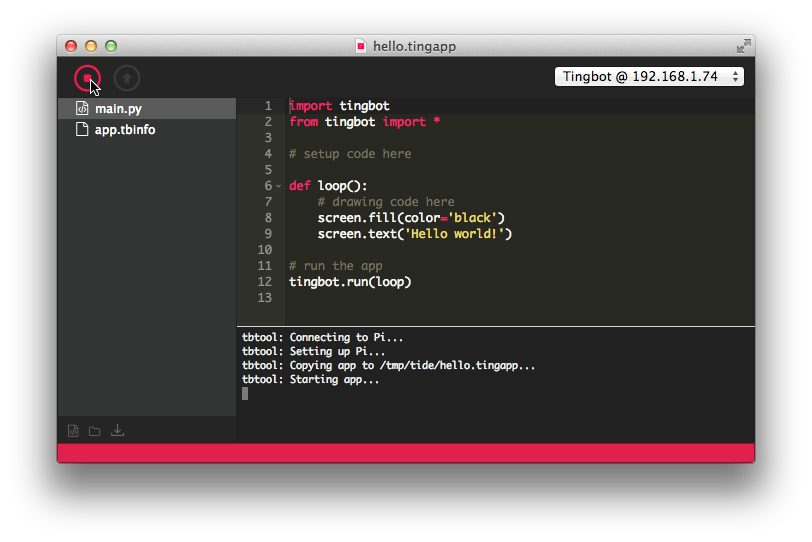 hello.tingapp
Tingbot @ 192.168.1.74
main.py
app.tbinfo
1 import tingbot
2 from tingbot import *
3
4 # setup code here
5
6 def loop():
7     # drawing code here
8     screen.fill(color='black')
9     screen.text('Hello world!')
10
11 # run the app
12 tingbot.run(loop)
13
tbtool: Connecting to Pi...
tbtool: Setting up Pi...
tbtool: Copying app to /tmp/tide/hello.tingapp...
tbtool: Starting app...